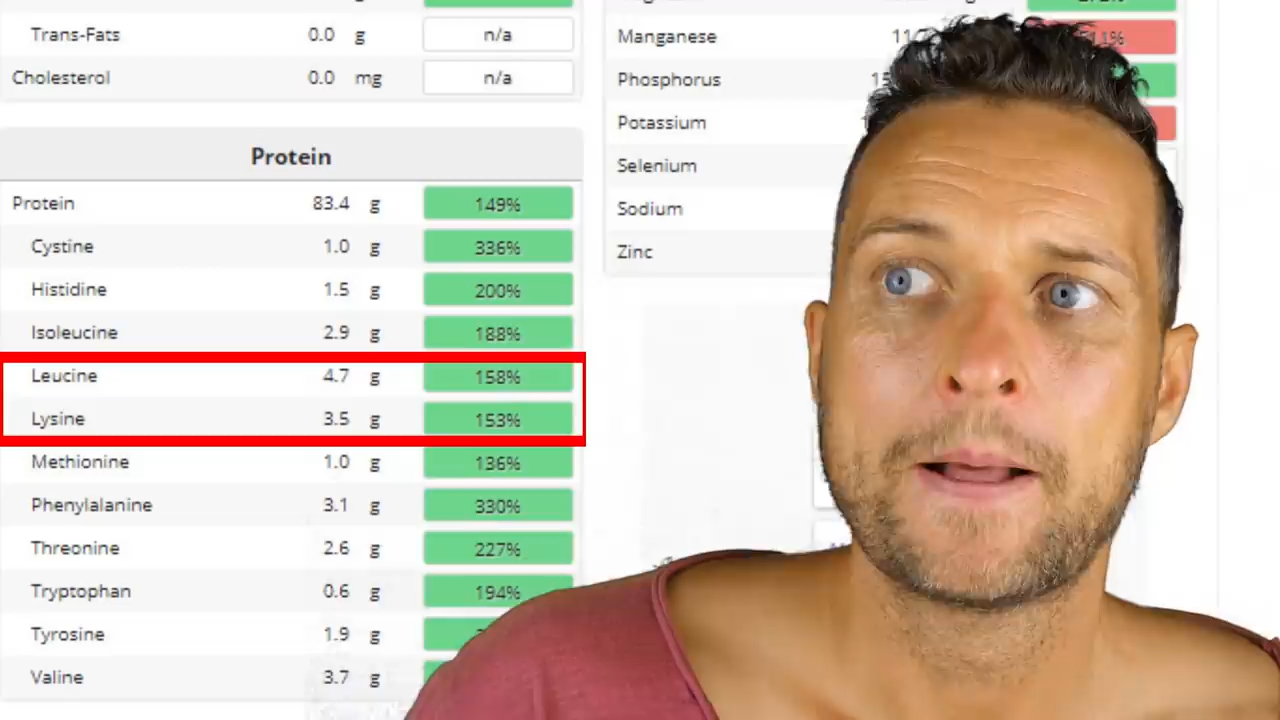 Trans-Fats 0.0 g n/a
Cholesterol 0.0 mg n/a
Protein
Protein 83.4 g 149%
Cystine 1.0 g 336%
Histidine 1.5 g 200%
Isoleucine 2.9 g 188%
Leucine 4.7 g 158%
Lysine 3.5 g 153%
Methionine 1.0 g 136%
Phenylalanine 3.1 g 330%
Threonine 2.6 g 227%
Tryptophan 0.6 g 194%
Tyrosine 1.9 g
Valine 3.7 g
Manganese
Phosphorus
Potassium
Selenium
Sodium
Zinc